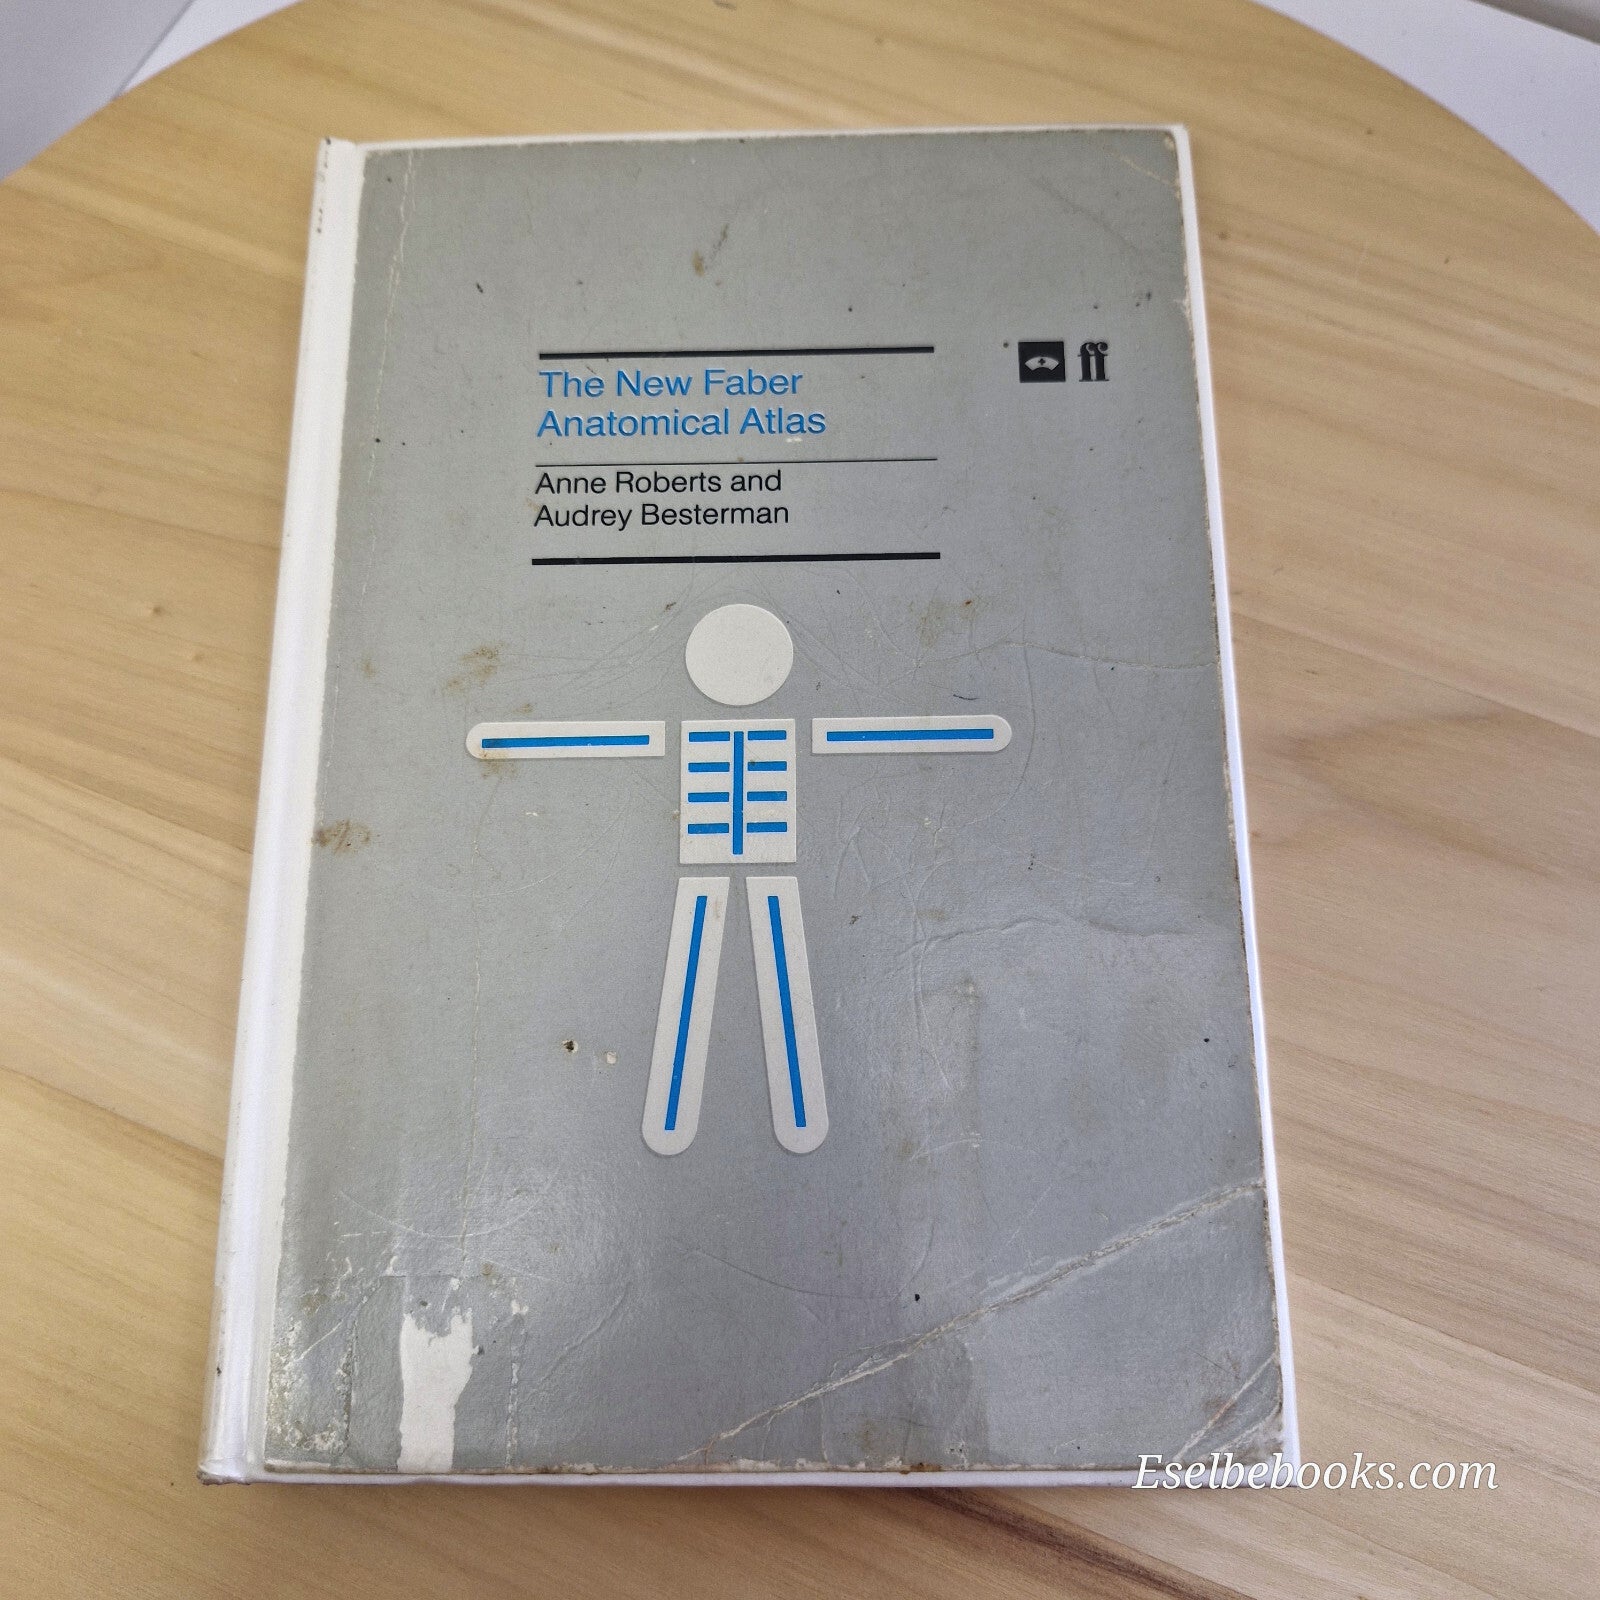 The New Faber
Anatomical Atlas
ff
Anne Roberts and
Audrey Besterman
Eselbebooks.com